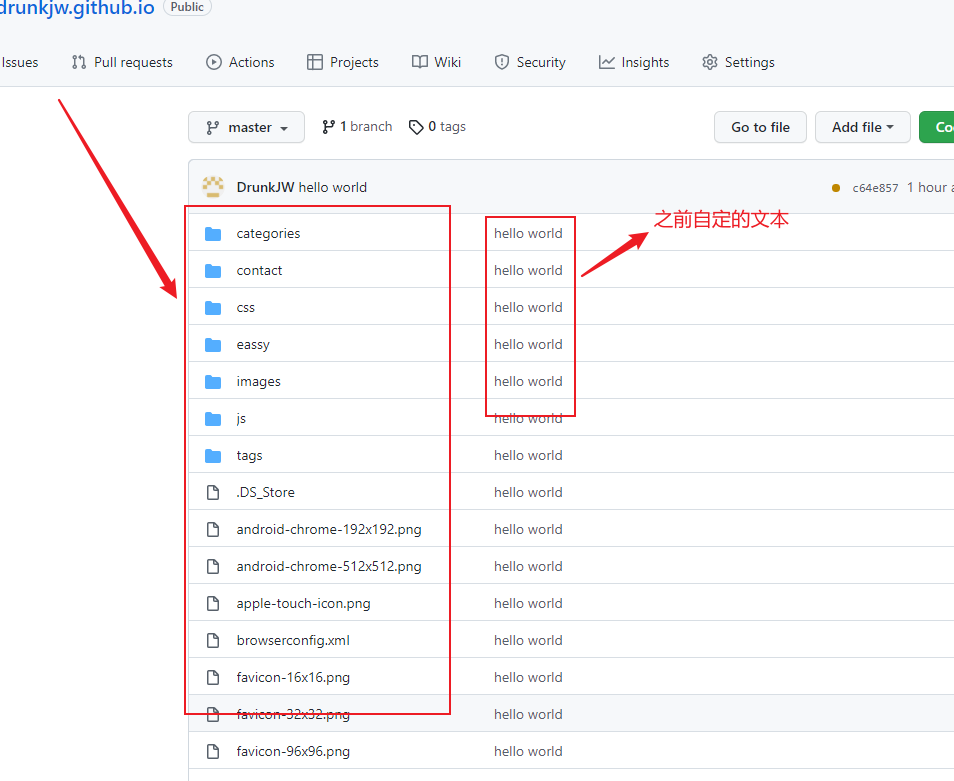 drunkjw.github.io Public
Issues Pull requests Actions Projects Wiki Security Insights Settings
master 1 branch 0 tags Go to file Add file
DrunkJW hello world c64e857 1 hour
之前自定的文本
categories hello world
contact hello world
css hello world
eassy hello world
images hello world
js hello world
tags hello world
.DS_Store hello world
android-chrome-192x192.png hello world
android-chrome-512x512.png hello world
apple-touch-icon.png hello world
browserconfig.xml hello world
favicon-16x16.png hello world
favicon-32x32.png hello world
favicon-96x96.png hello world